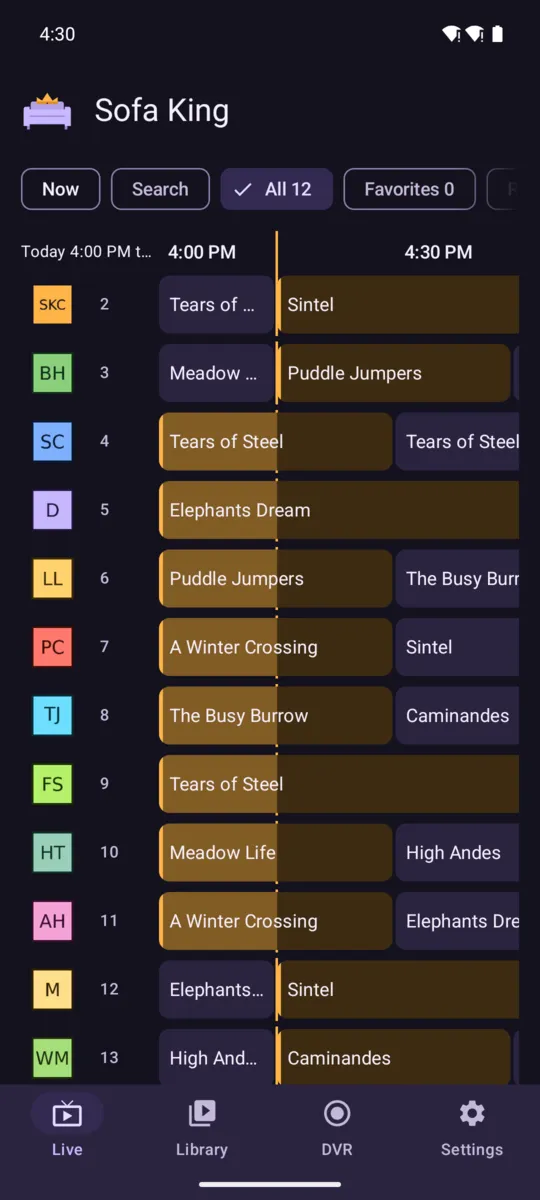 4:30
Sofa King
Now Search All 12 Favorites 0
Today 4:00 PM t… 4:00 PM 4:30 PM
SKC 2 Tears of … Sintel
BH 3 Meadow … Puddle Jumpers
SC 4 Tears of Steel Tears of Steel
D 5 Elephants Dream
LL 6 Puddle Jumpers The Busy Burr
PC 7 A Winter Crossing Sintel
TJ 8 The Busy Burrow Caminandes
FS 9 Tears of Steel
HT 10 Meadow Life High Andes
AH 11 A Winter Crossing Elephants Dre
M 12 Elephants… Sintel
WM 13 High And… Caminandes
Live Library DVR Settings